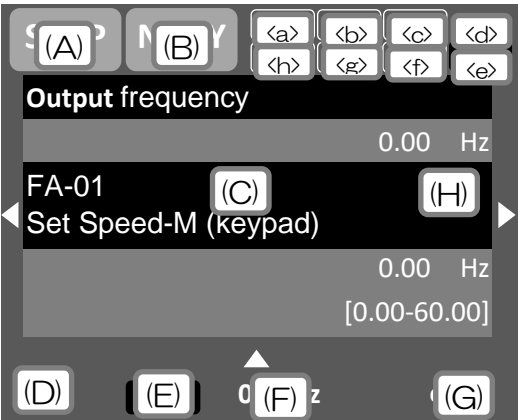 (A) (B) <a> <b> <c> <d>
<h> <g> <f> <e>
Output frequency
0.00 Hz
FA-01 (C) (H)
Set Speed-M (keypad)
0.00 Hz
[0.00-60.00]
(D) (E) (F) (G)